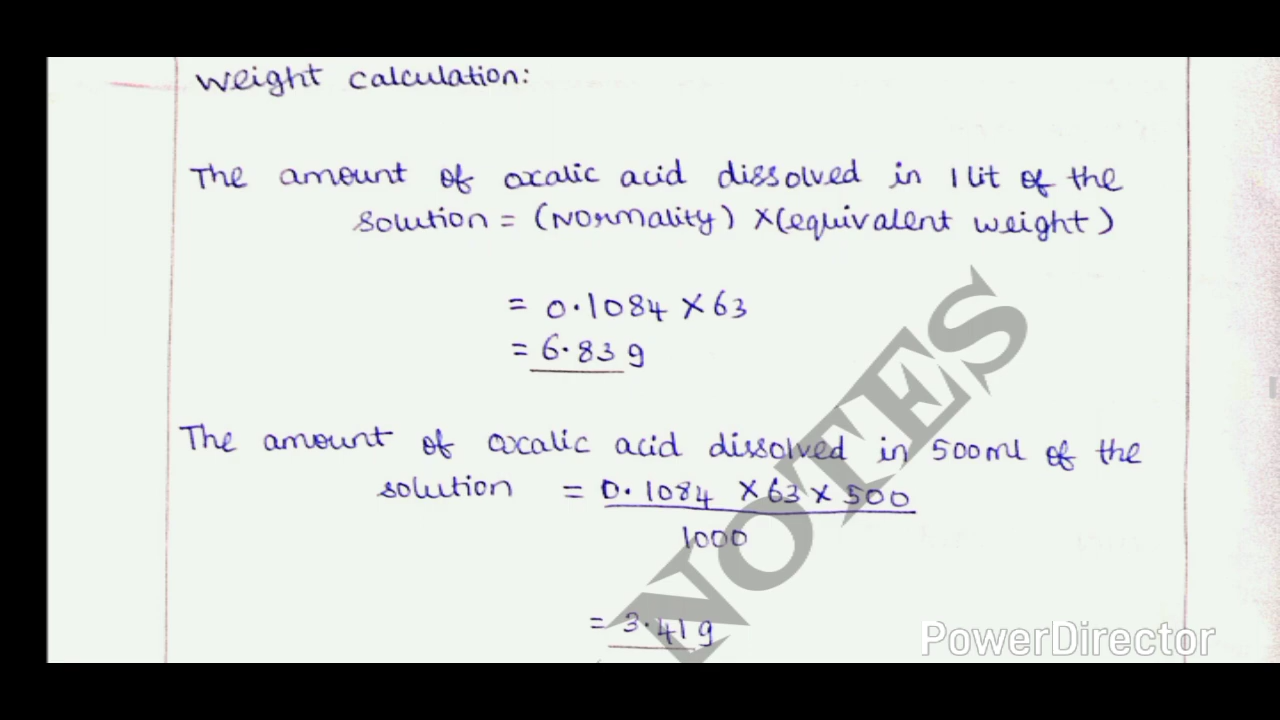 weight calculation:
The amount of oxalic acid dissolved in 1 lit of the
solution = (Normality) × (equivalent weight)
= 0.1084 × 63
= 6.83 g
The amount of oxalic acid dissolved in 500 ml of the
solution = 0.1084 × 63 × 500
1000
= 3.41 g
NOTES
PowerDirector